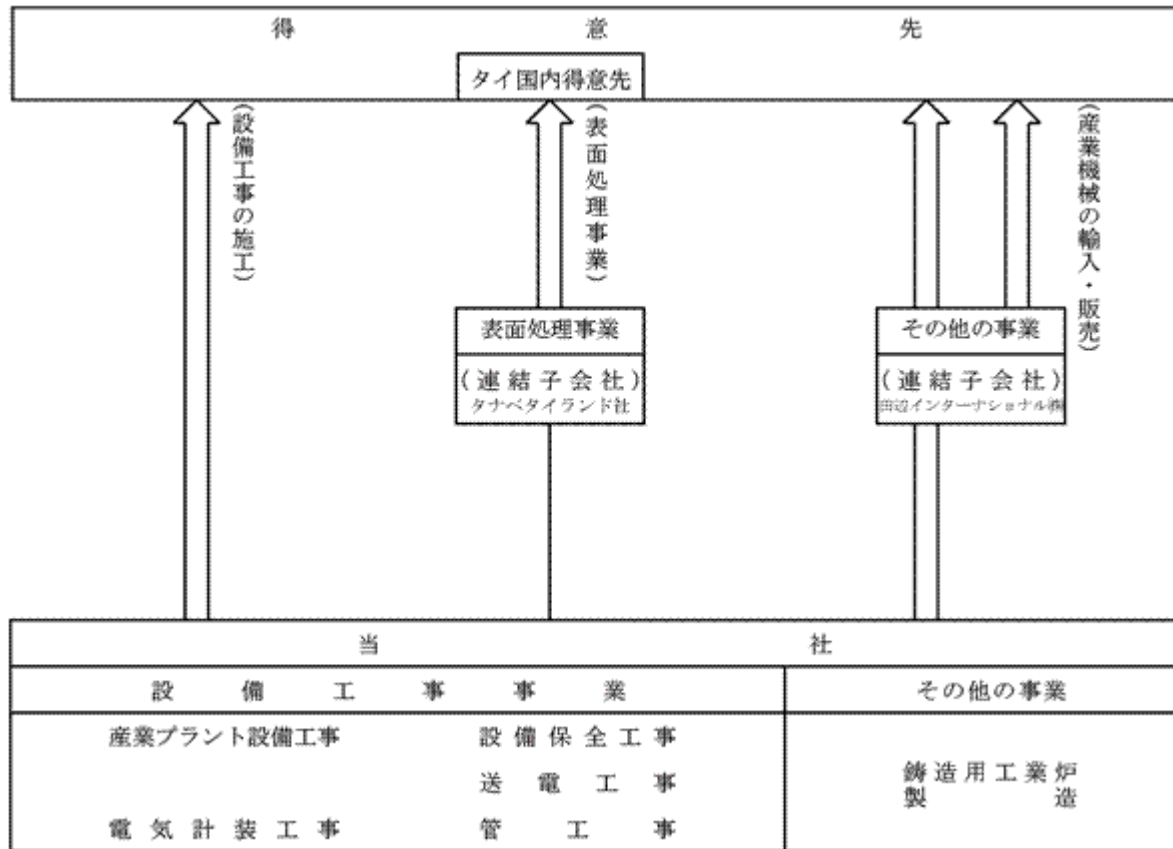 得意先
タイ国内得意先
（設備工事の施工）
（表面処理事業）
（産業機械の輸入・販売）
表面処理事業
（連結子会社）
タナベタイランド社
その他の事業
（連結子会社）
田辺インターナショナル㈱
当社
設備工事事業
その他の事業
産業プラント設備工事
設備保全工事
送電工事
電気計装工事
管工事
鋳造用工業炉
製造